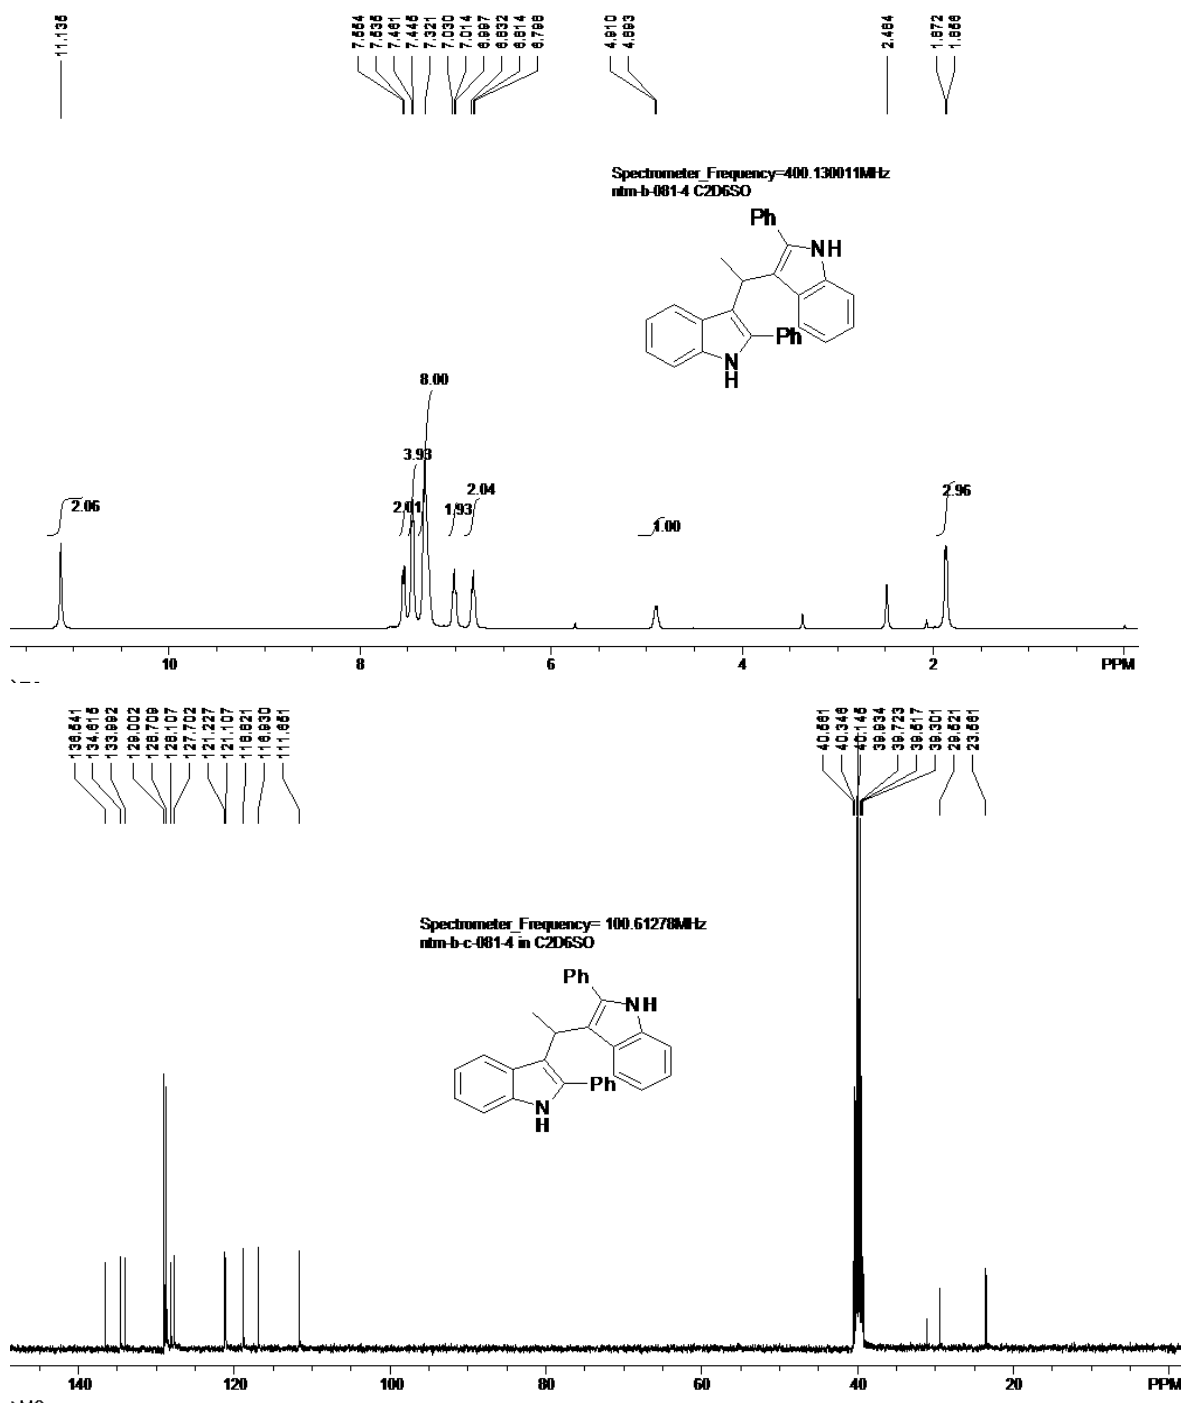 11.135 7.554 7.535 7.461 7.445 7.321 7.030 7.014 6.997 6.832 6.814 6.798 4.910 4.893 2.484 1.872 1.856
Spectrometer_Frequency=400.130011MHz
ntm-b-081-4 C2D6SO
Ph
NH
Ph
N
H
8.00
3.93
2.06 2.01 1.93 2.04 1.00 2.96
10 8 6 4 2 PPM
136.541 134.615 133.992 129.002 128.709 128.107 127.702 121.227 121.107 118.821 116.930 111.651 40.561 40.348 40.145 39.934 39.723 39.517 39.301 29.521 23.561
Spectrometer_Frequency= 100.61278MHz
ntm-b-c-081-4 in C2D6SO
Ph
NH
Ph
N
H
140 120 100 80 60 40 20 PPM